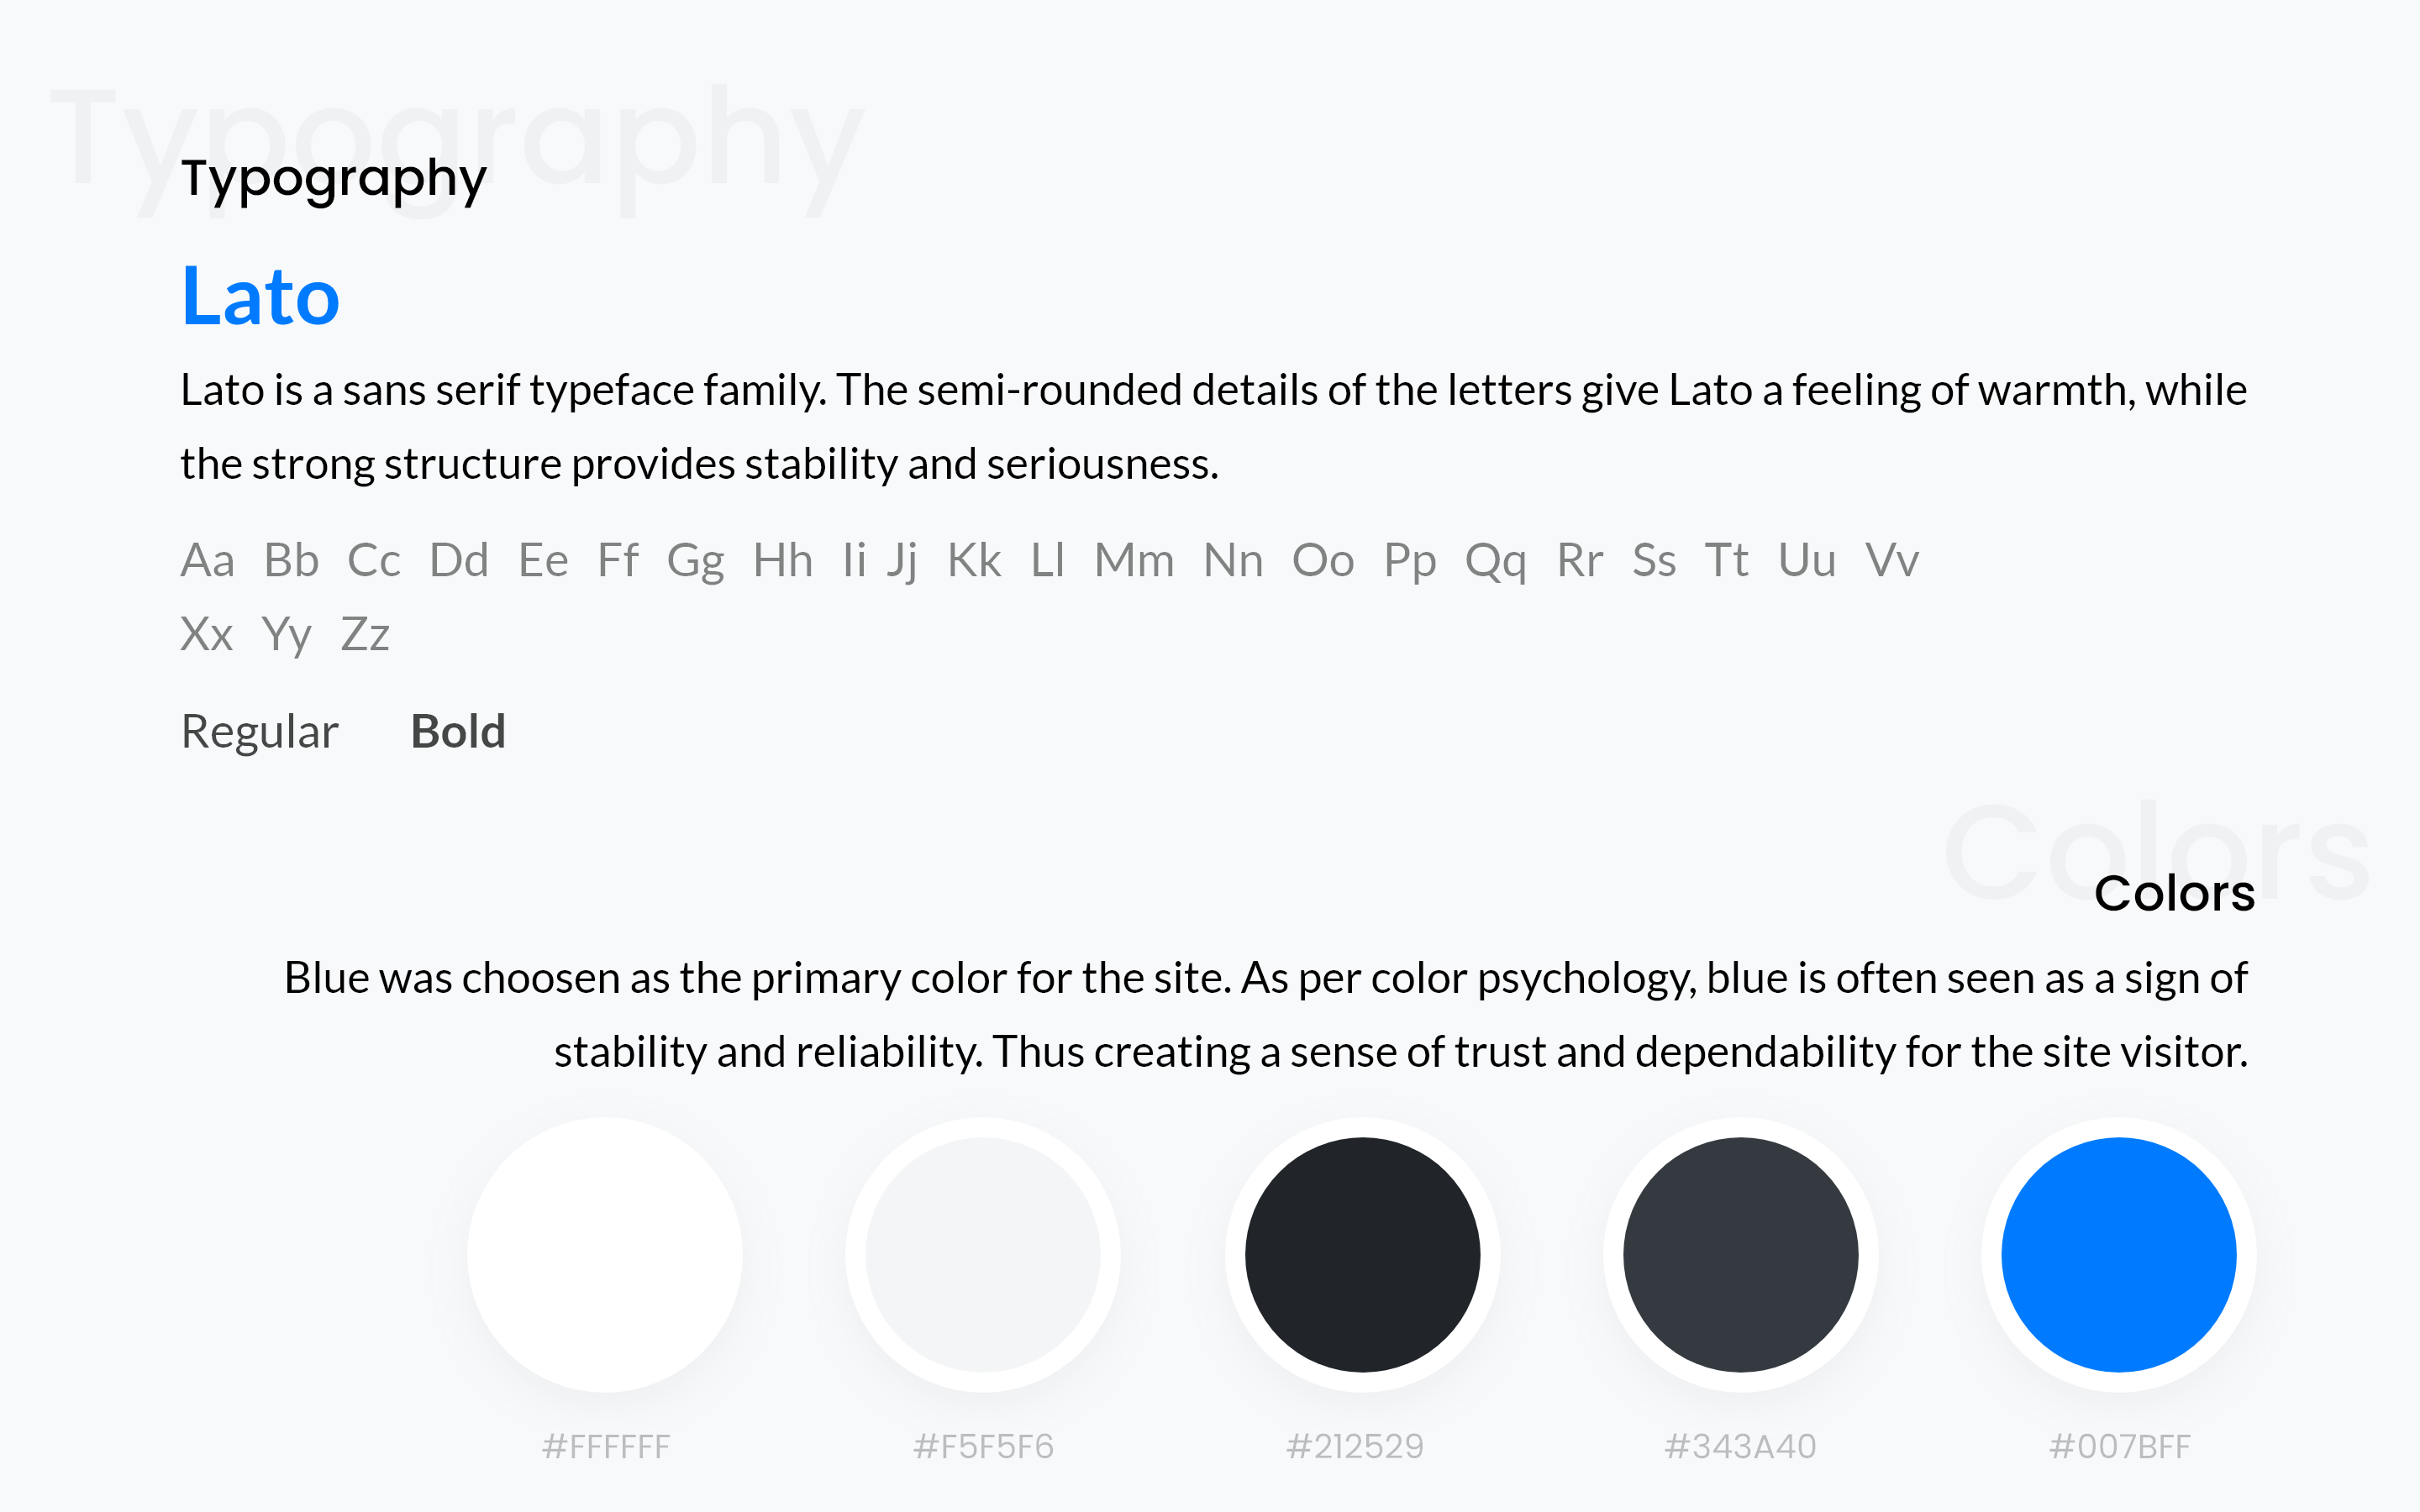 Typography
Typography
Lato
Lato is a sans serif typeface family. The semi-rounded details of the letters give Lato a feeling of warmth, while
the strong structure provides stability and seriousness.
Aa Bb Cc Dd Ee Ff Gg Hh Ii Jj Kk Ll Mm Nn Oo Pp Qq Rr Ss Tt Uu Vv
Xx Yy Zz
Regular Bold
Colors
Colors
Blue was choosen as the primary color for the site. As per color psychology, blue is often seen as a sign of
stability and reliability. Thus creating a sense of trust and dependability for the site visitor.
#FFFFFF #F5F5F6 #212529 #343A40 #007BFF